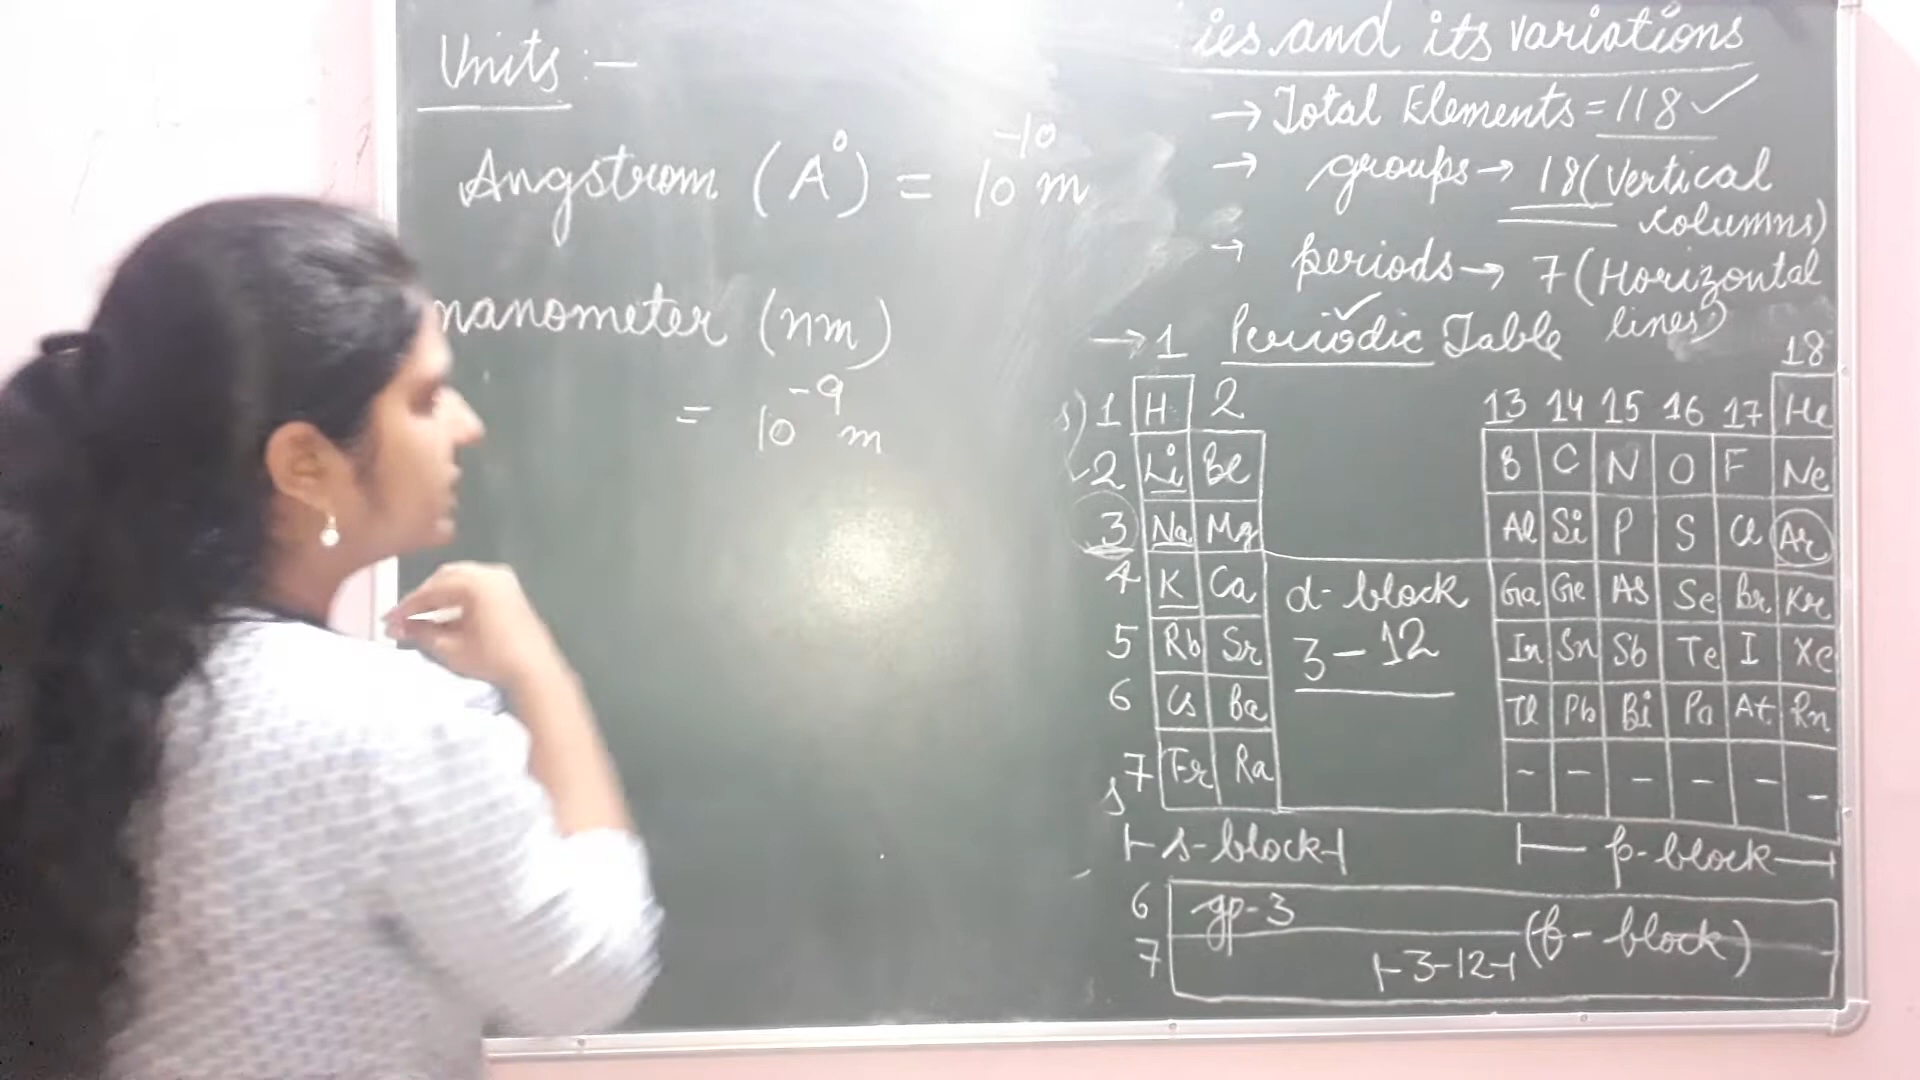 Units :-
Angstrom (A°) = 10⁻¹⁰ m
nanometer (nm)
= 10⁻⁹ m
ies and its variations
→ Total Elements = 118 ✓
→ groups → 18 (Vertical
columns)
→ periods → 7 (Horizontal
lines)
→ 1 Periodic Table 18
1 H 2 13 14 15 16 17 He
2 Li Be B C N O F Ne
3 Na Mg Al Si P S Cl Ar
4 K Ca d-block Ga Ge As Se Br Kr
5 Rb Sr 3-12 In Sn Sb Te I Xe
6 Cs Ba Tl Pb Bi Po At Rn
7 Fr Ra - - - - - -
s-block p-block
6 gp-3
7 3-12 (f-block)